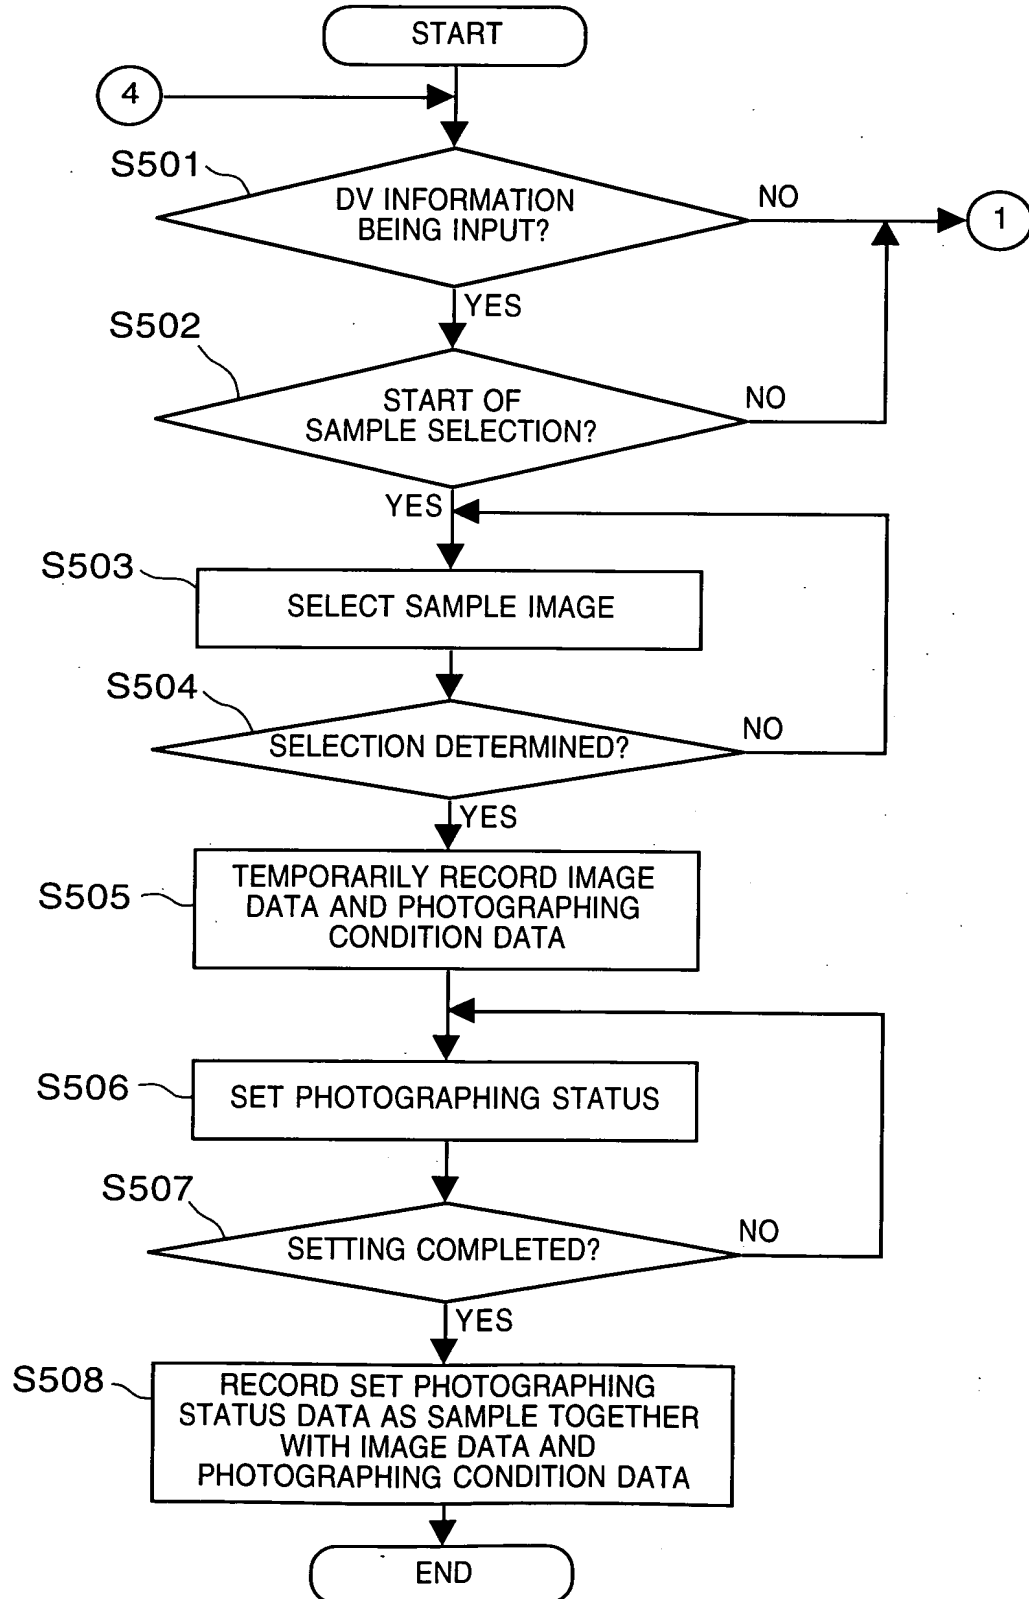 START
4
S501
DV INFORMATION
BEING INPUT?
NO
1
YES
S502
START OF
SAMPLE SELECTION?
NO
YES
S503
SELECT SAMPLE IMAGE
S504
SELECTION DETERMINED?
NO
YES
S505
TEMPORARILY RECORD IMAGE
DATA AND PHOTOGRAPHING
CONDITION DATA
S506
SET PHOTOGRAPHING STATUS
S507
SETTING COMPLETED?
NO
YES
S508
RECORD SET PHOTOGRAPHING
STATUS DATA AS SAMPLE TOGETHER
WITH IMAGE DATA AND
PHOTOGRAPHING CONDITION DATA
END